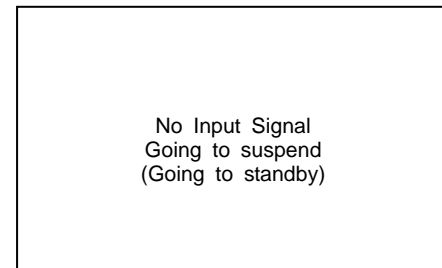 No Input Signal
Going to suspend
(Going to standby)